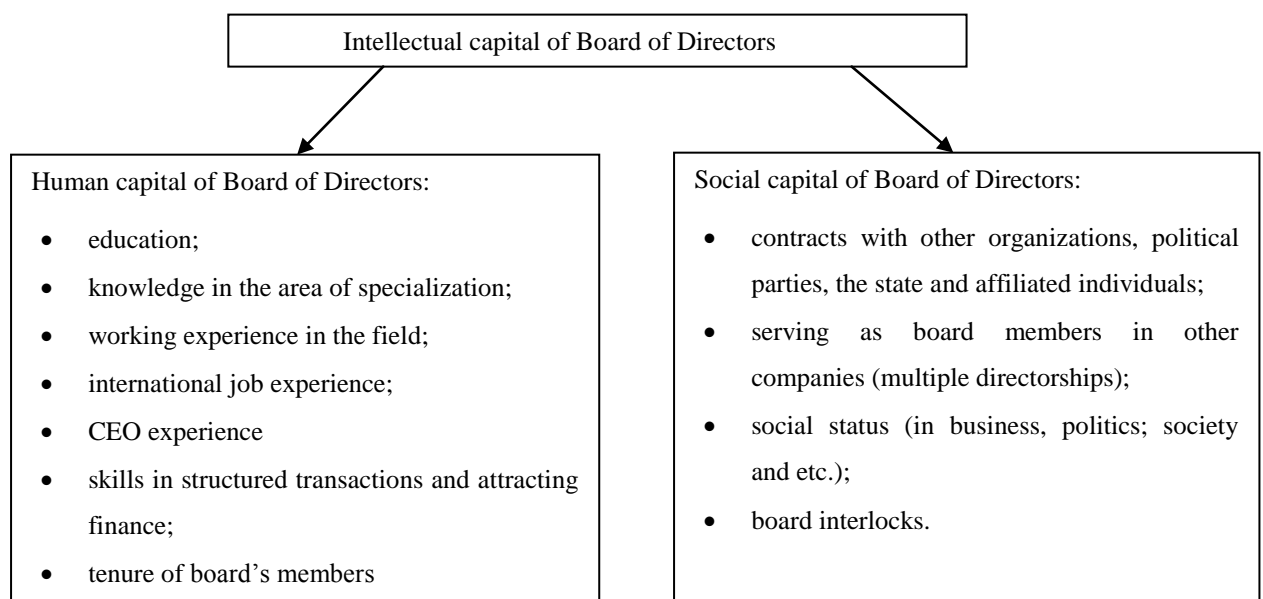 Intellectual capital of Board of Directors
Human capital of Board of Directors:
• education;
• knowledge in the area of specialization;
• working experience in the field;
• international job experience;
• CEO experience
• skills in structured transactions and attracting
finance;
• tenure of board’s members
Social capital of Board of Directors:
• contracts with other organizations, political
parties, the state and affiliated individuals;
• serving as board members in other
companies (multiple directorships);
• social status (in business, politics; society
and etc.);
• board interlocks.